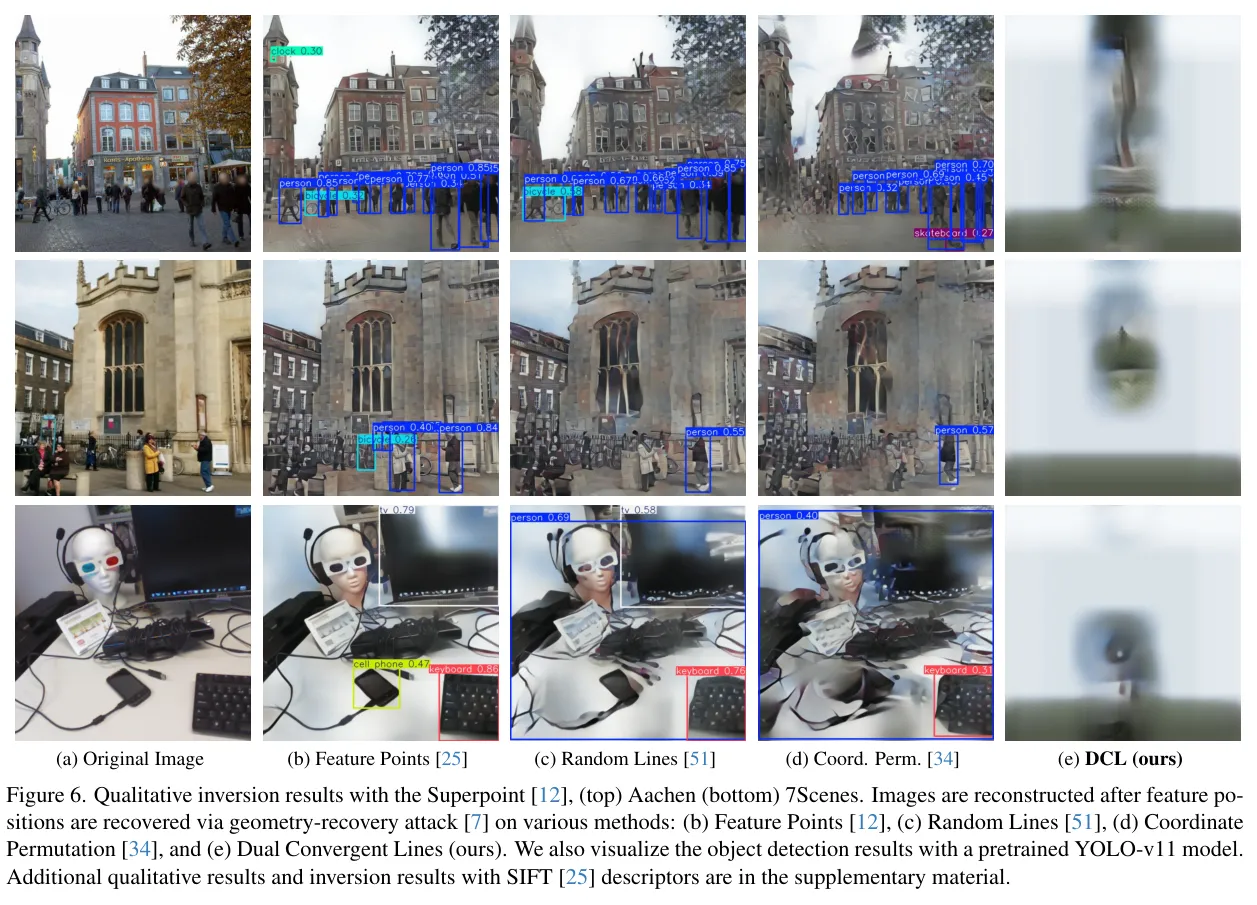 clock 0.30
person 0.85
person 0.77
person 0.85
bicycle 0.32
person 0.75
person 0.85
person 0.67
0.66
bicycle
person 0.70
person 0.69
person 0.32
skateboard 0.27
person 0.40
person 0.84
person 0.55
person 0.57
tv 0.79
cell phone 0.47
keyboard 0.86
person 0.69
tv 0.58
keyboard 0.76
person 0.40
keyboard 0.31
(a) Original Image
(b) Feature Points [25]
(c) Random Lines [51]
(d) Coord. Perm. [34]
(e) DCL (ours)
Figure 6. Qualitative inversion results with the Superpoint [12], (top) Aachen (bottom) 7Scenes. Images are reconstructed after feature po-
sitions are recovered via geometry-recovery attack [7] on various methods: (b) Feature Points [12], (c) Random Lines [51], (d) Coordinate
Permutation [34], and (e) Dual Convergent Lines (ours). We also visualize the object detection results with a pretrained YOLO-v11 model.
Additional qualitative results and inversion results with SIFT [25] descriptors are in the supplementary material.